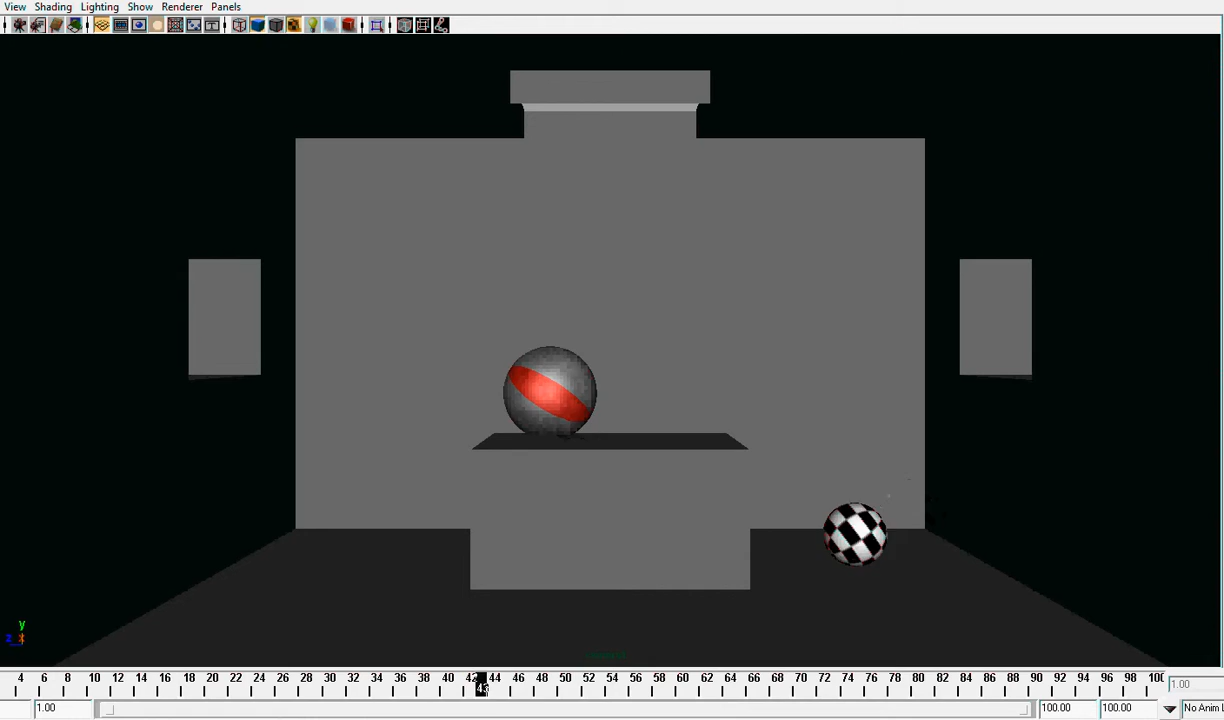 View Shading Lighting Show Renderer Panels
y
z x
4 6 8 10 12 14 16 18 20 22 24 26 28 30 32 34 36 38 40 42 44 46 48 50 52 54 56 58 60 62 64 66 68 70 72 74 76 78 80 82 84 86 88 90 92 94 96 98 100
43 1.00
1.00 100.00 100.00 No Anim L